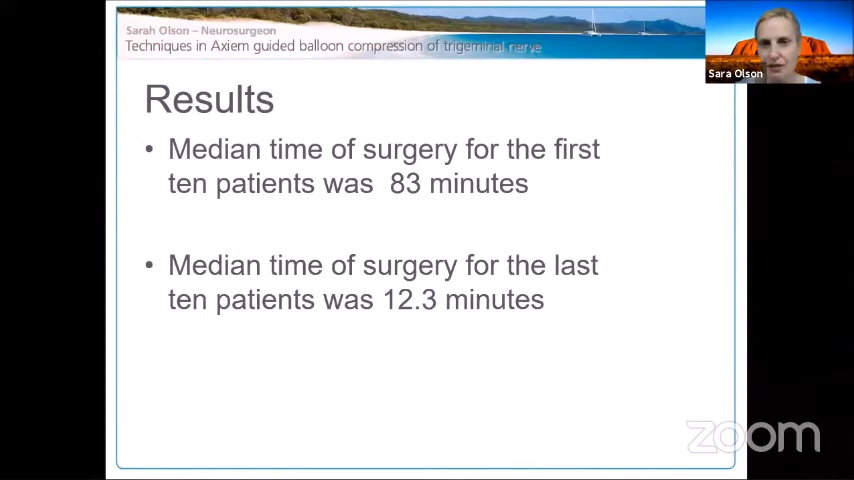 Sarah Olson – Neurosurgeon
Techniques in Axiem guided balloon compression of trigeminal nerve
Sara Olson
Results
• Median time of surgery for the first
ten patients was 83 minutes
• Median time of surgery for the last
ten patients was 12.3 minutes
zoom